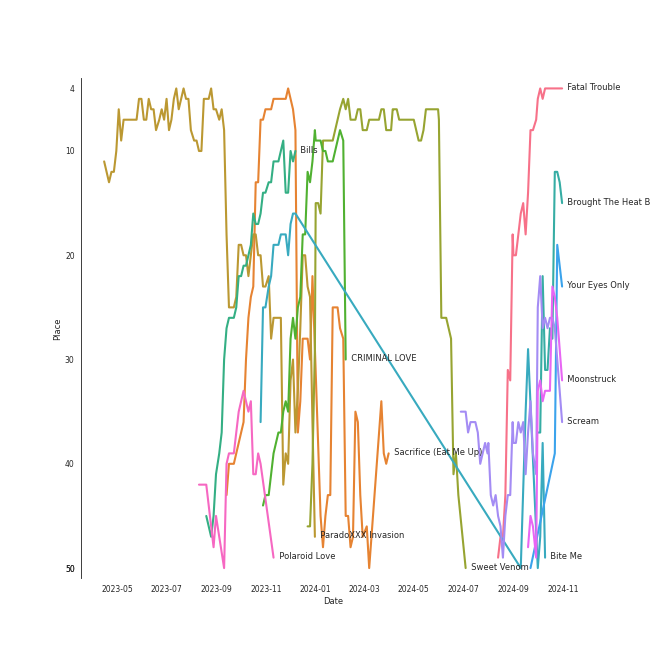 4
Fatal Trouble
10
Bills
Brought The Heat B
20
Your Eyes Only
Place
30
CRIMINAL LOVE
Moonstruck
Scream
Sacrifice (Eat Me Up)
40
ParadoXXX Invasion
Polaroid Love
Bite Me
50
Sweet Venom
2023-05
2023-07
2023-09
2023-11
2024-01
2024-03
2024-05
2024-07
2024-09
2024-11
Date